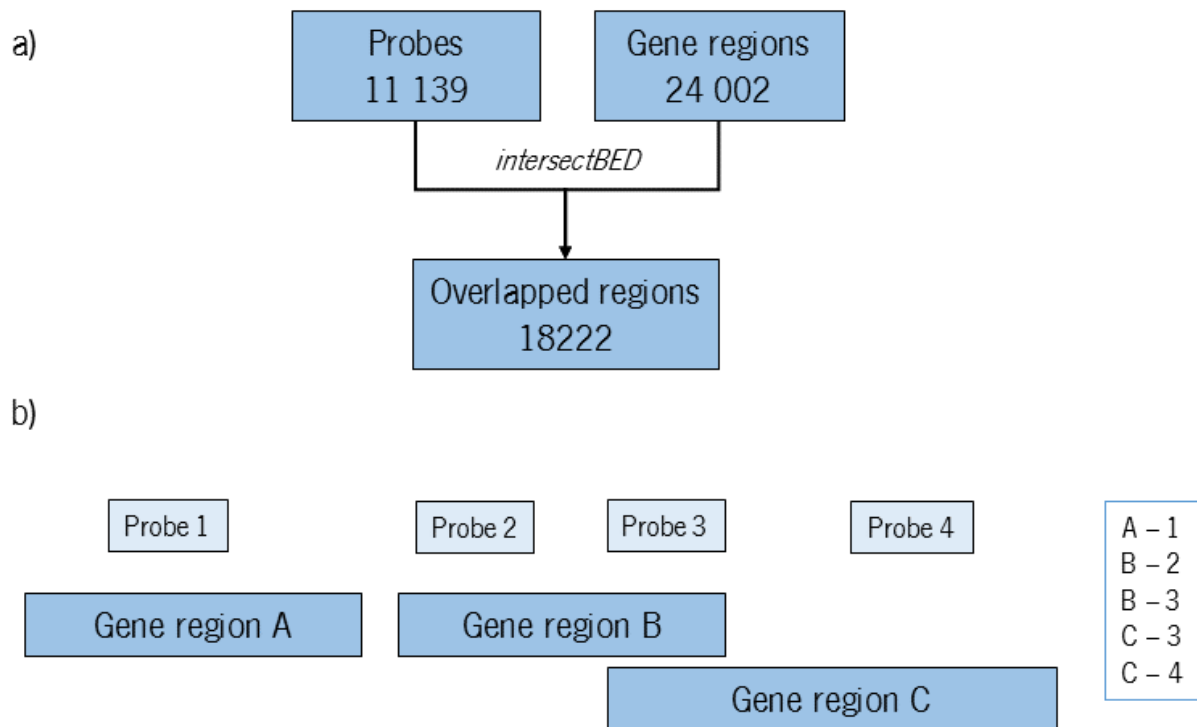 a)
Probes
11 139
Gene regions
24 002
intersectBED
Overlapped regions
18222
b)
Probe 1
Probe 2
Probe 3
Probe 4
Gene region A
Gene region B
Gene region C
A – 1
B – 2
B – 3
C – 3
C – 4